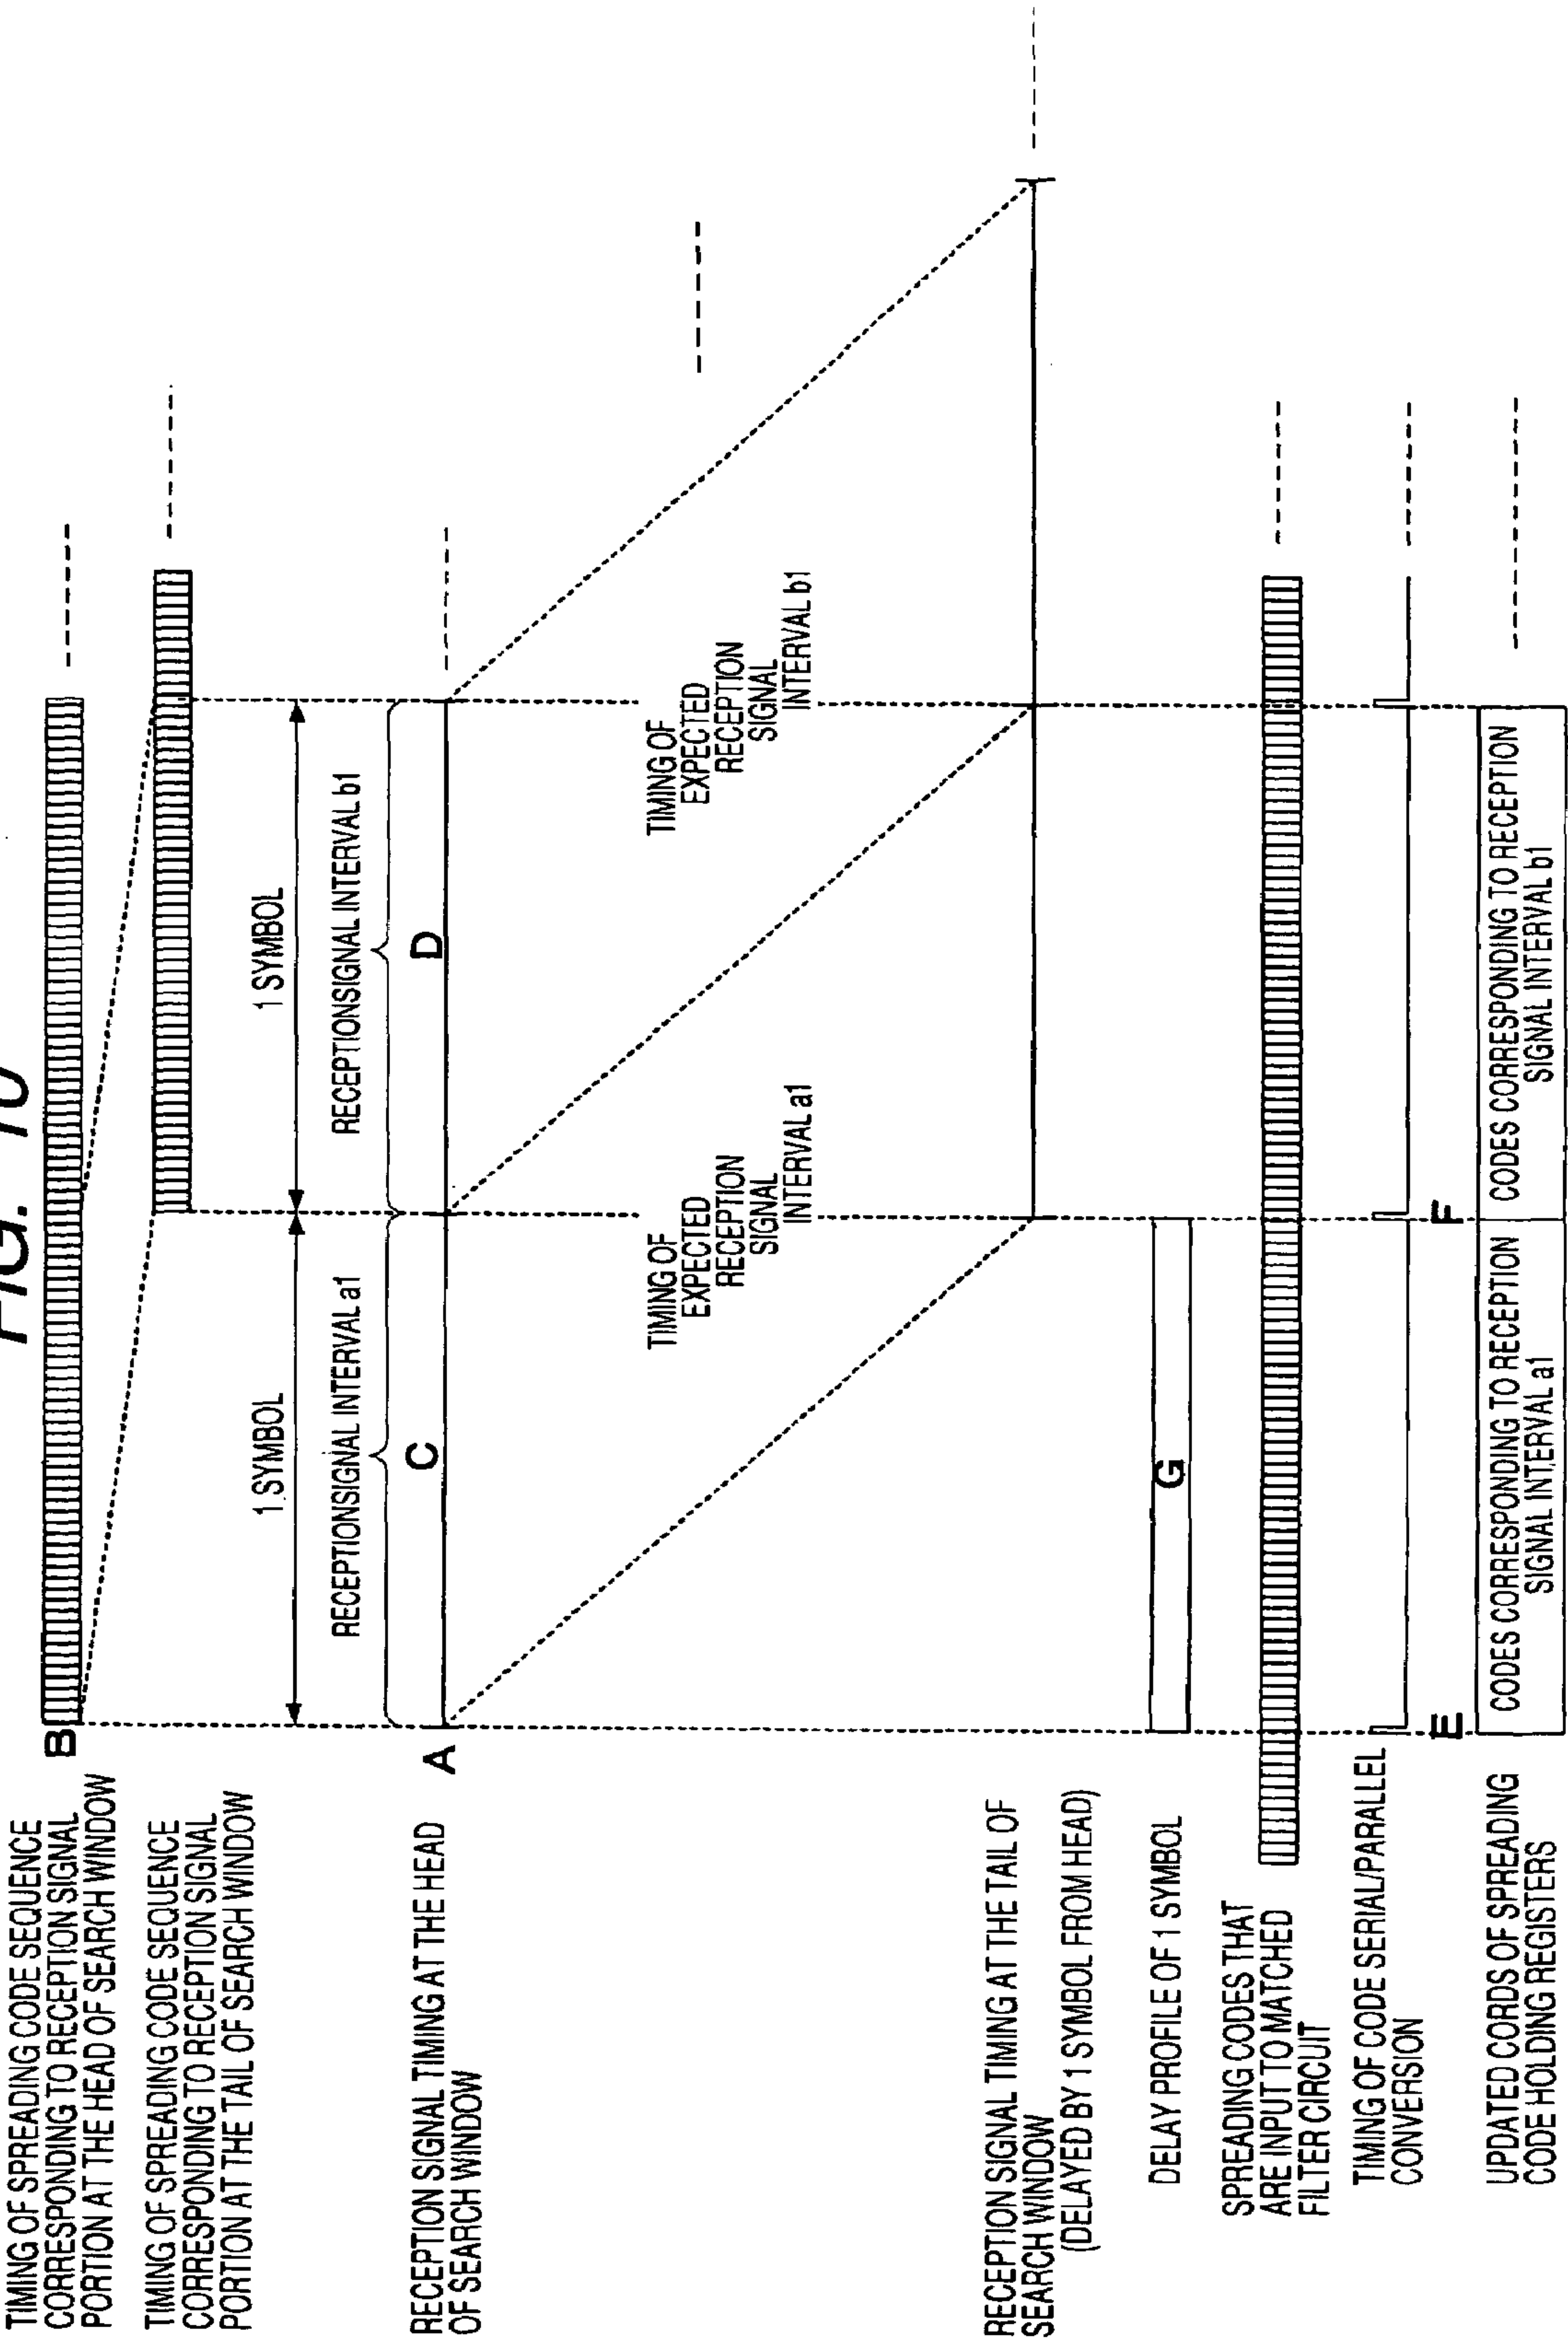 FIG. 10
TIMING OF SPREADING CODE SEQUENCE
CORRESPONDING TO RECEPTION SIGNAL
PORTION AT THE HEAD OF SEARCH WINDOW
B
TIMING OF SPREADING CODE SEQUENCE
CORRESPONDING TO RECEPTION SIGNAL
PORTION AT THE TAIL OF SEARCH WINDOW
1 SYMBOL
1 SYMBOL
RECEPTIONSIGNAL INTERVAL a1
RECEPTIONSIGNAL INTERVAL b1
RECEPTION SIGNAL TIMING AT THE HEAD
OF SEARCH WINDOW
A
C
D
TIMING OF
EXPECTED
RECEPTION
SIGNAL
INTERVAL a1
TIMING OF
EXPECTED
RECEPTION
SIGNAL
INTERVAL b1
RECEPTION SIGNAL TIMING AT THE TAIL OF
SEARCH WINDOW
(DELAYED BY 1 SYMBOL FROM HEAD)
DELAY PROFILE OF 1 SYMBOL
G
SPREADING CODES THAT
ARE INPUT TO MATCHED
FILTER CIRCUIT
TIMING OF CODE SERIAL/PARALLEL
CONVERSION
E
F
UPDATED CORDS OF SPREADING
CODE HOLDING REGISTERS
CODES CORRESPONDING TO RECEPTION
SIGNAL INTERVAL a1
CODES CORRESPONDING TO RECEPTION
SIGNAL INTERVAL b1